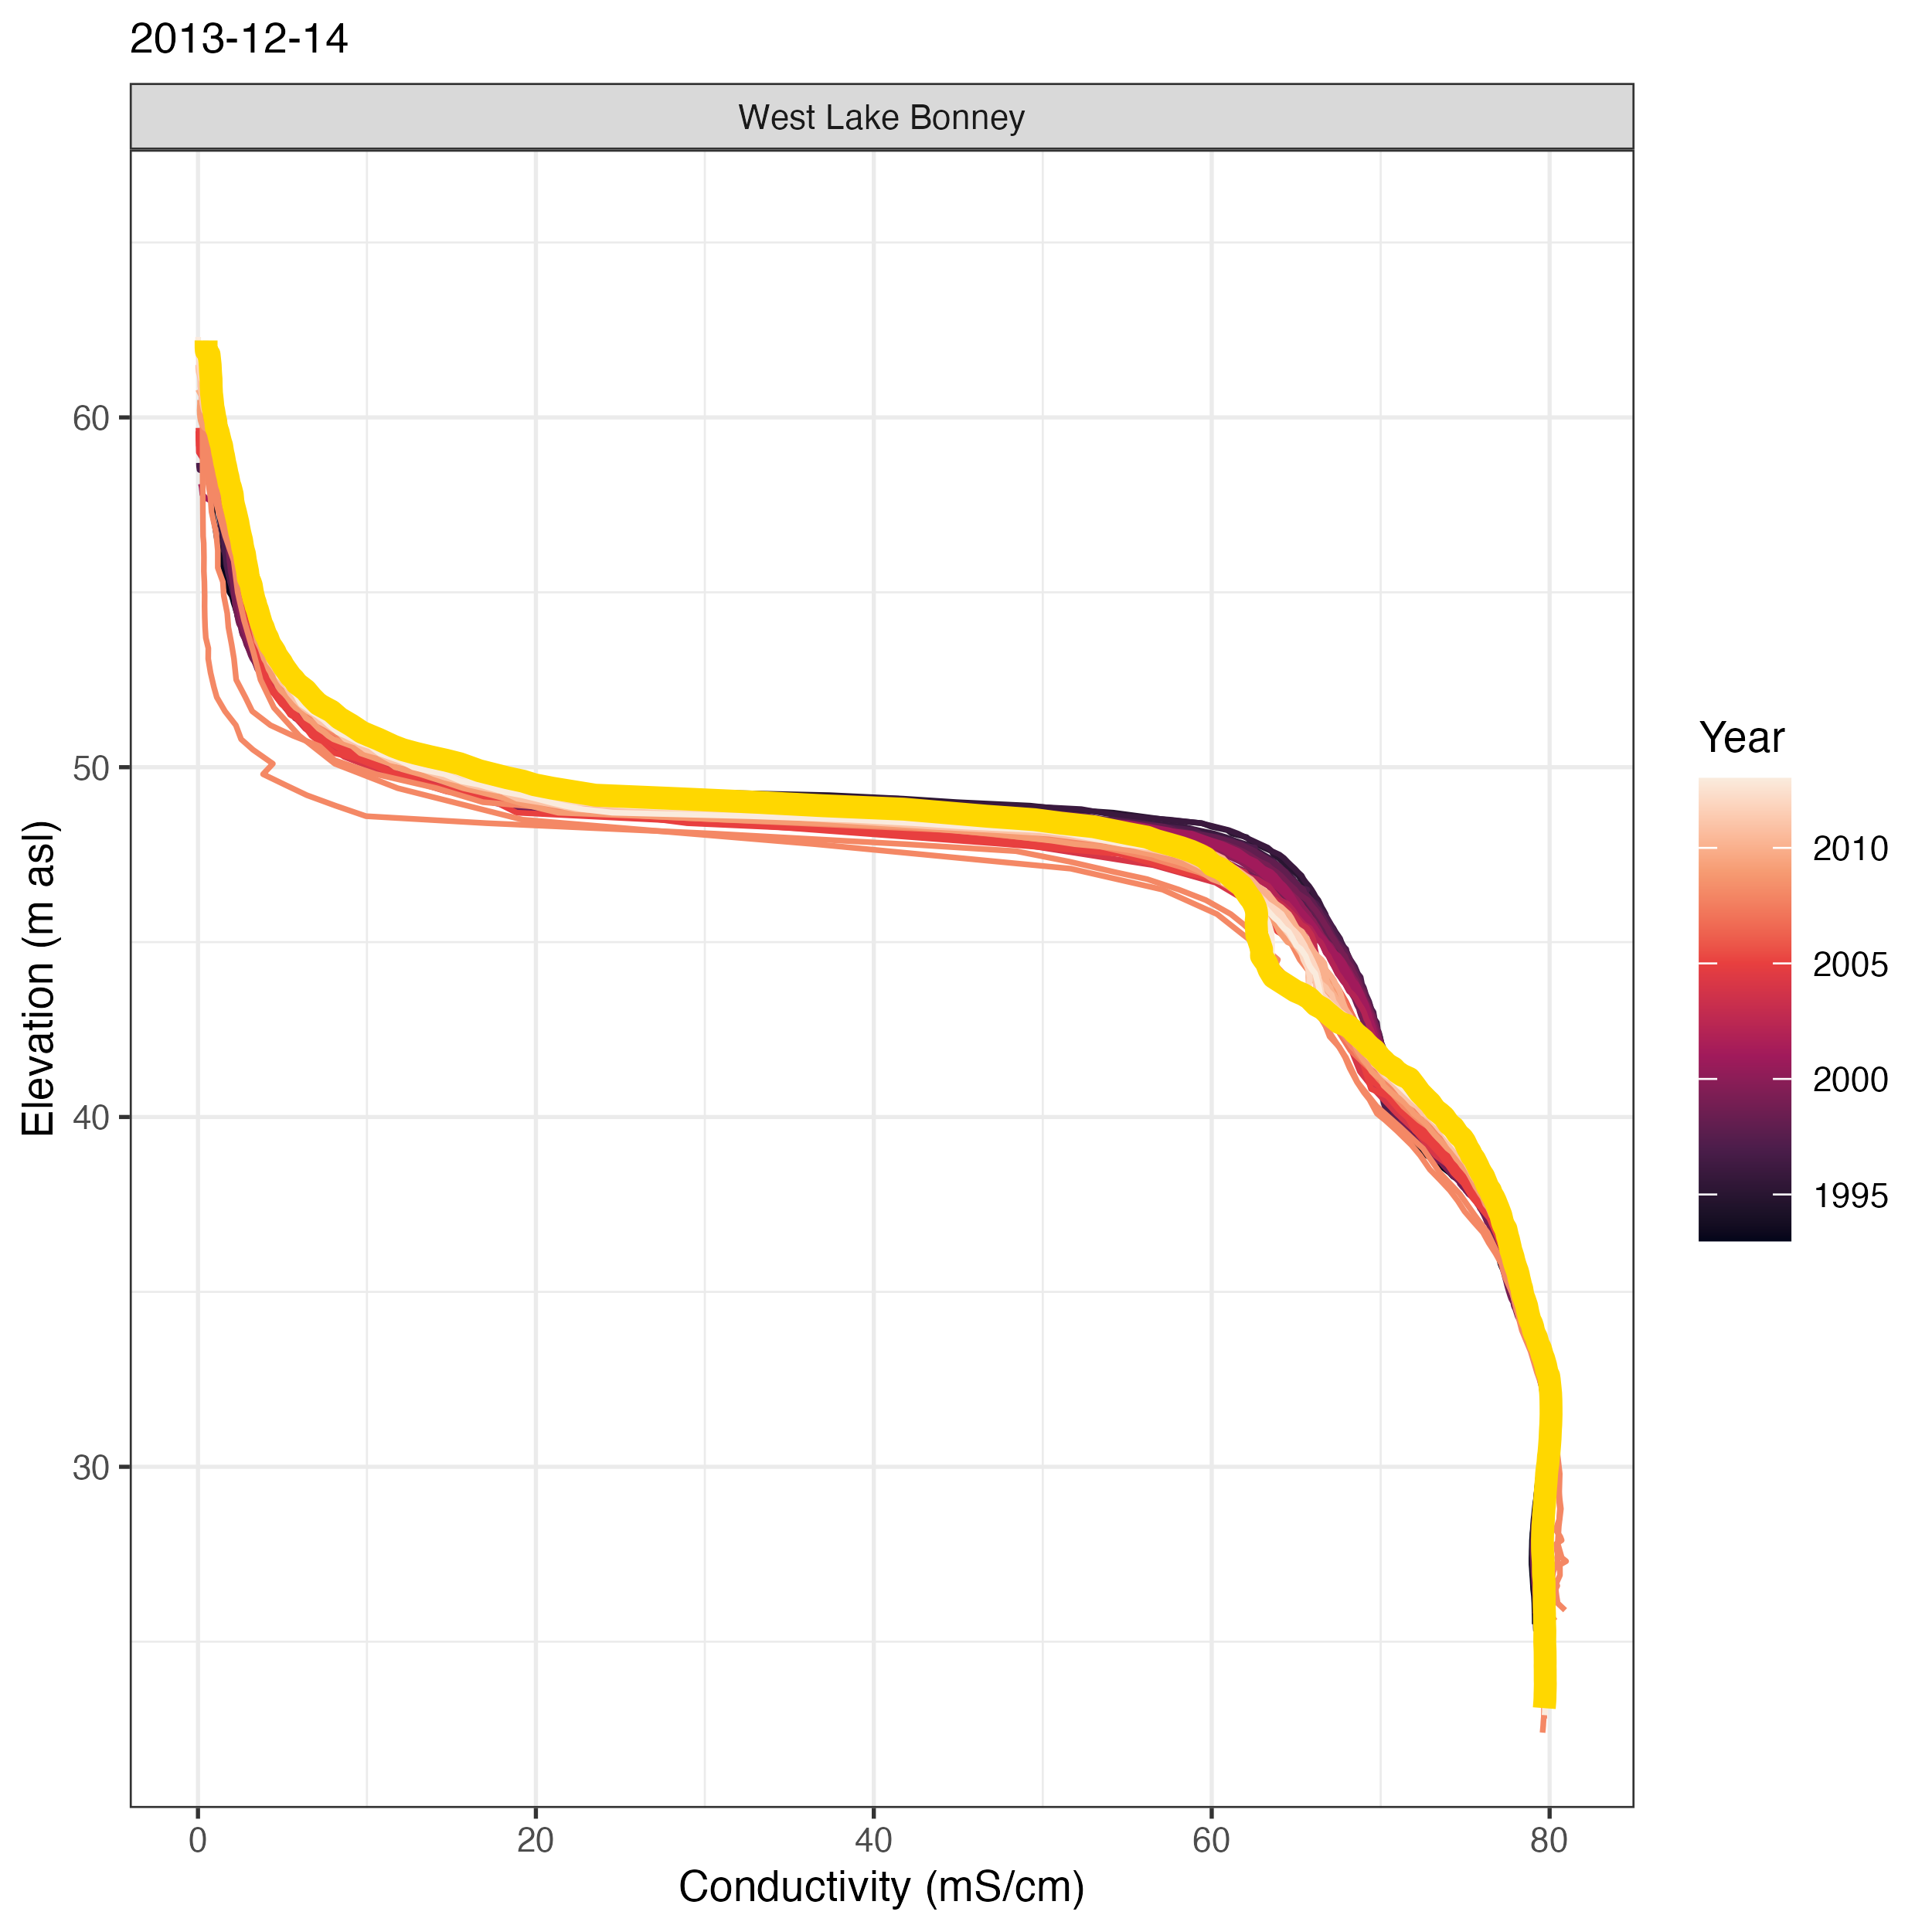 2013-12-14
West Lake Bonney
Elevation (m asl)
60
50
40
30
0 20 40 60 80
Conductivity (mS/cm)
Year
2010
2005
2000
1995